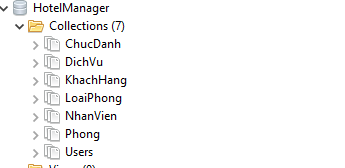 HotelManager
Collections (7)
ChucDanh
DichVu
KhachHang
LoaiPhong
NhanVien
Phong
Users